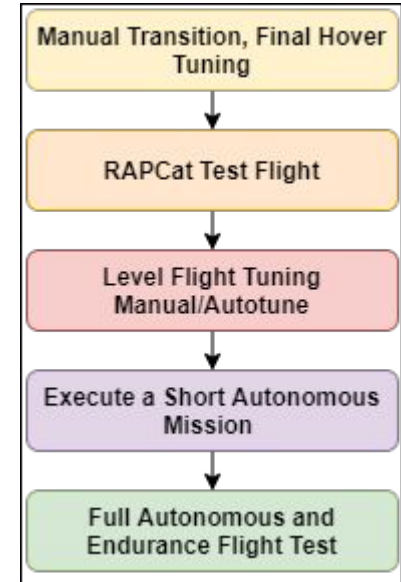 Manual Transition, Final Hover
Tuning
RAPCat Test Flight
Level Flight Tuning
Manual/Autotune
Execute a Short Autonomous
Mission
Full Autonomous and
Endurance Flight Test